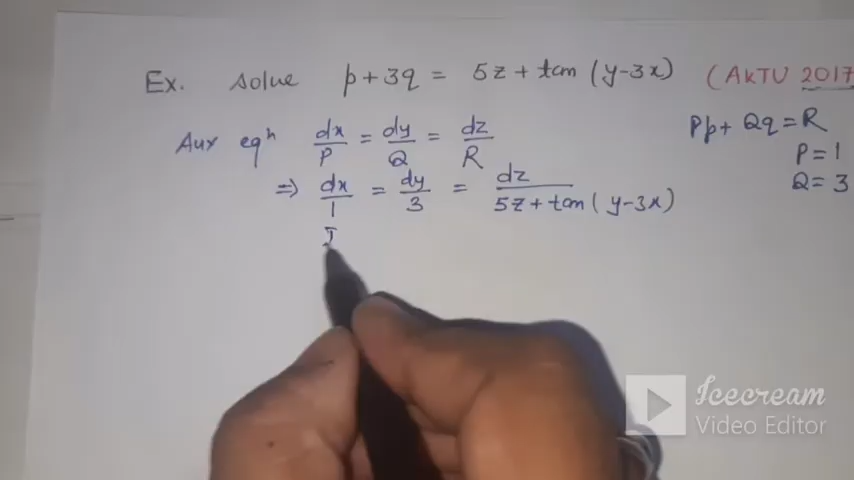 Ex. solve p+3q = 5z+tan (y-3x) (AKTU 2017
Aux eqⁿ dx/P = dy/Q = dz/R
Pp+ Qq=R
P=1
Q=3
⇒ dx/1 = dy/3 = dz/5z+tan(y-3x)
I
Icecream
Video Editor